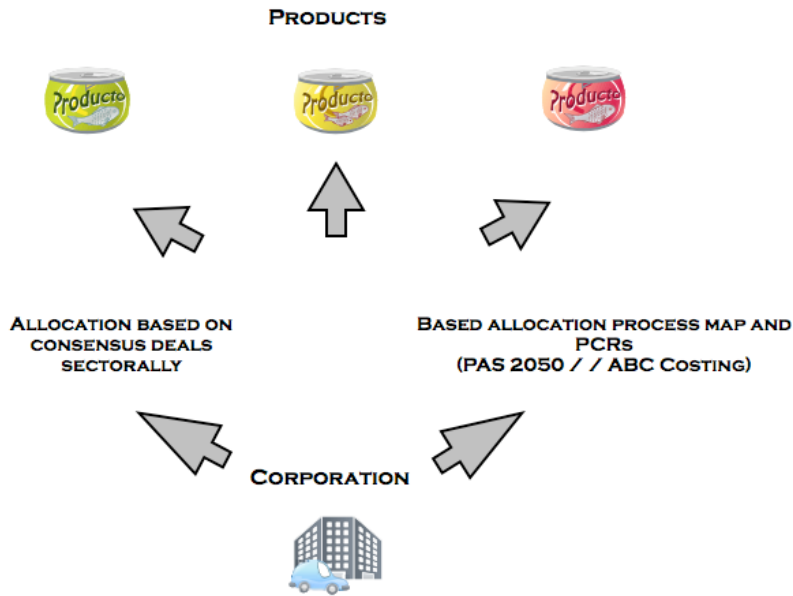 PRODUCTS
Producto
Producto
Producto
ALLOCATION BASED ON
CONSENSUS DEALS
SECTORALLY
BASED ALLOCATION PROCESS MAP AND
PCRS
(PAS 2050 / / ABC COSTING)
CORPORATION